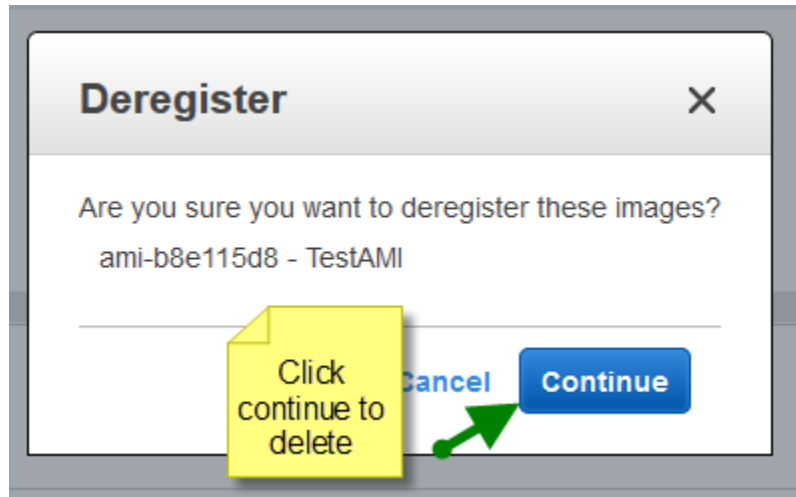 Deregister
Are you sure you want to deregister these images?
ami-b8e115d8 - TestAMI
Click
continue to
delete
Cancel
Continue